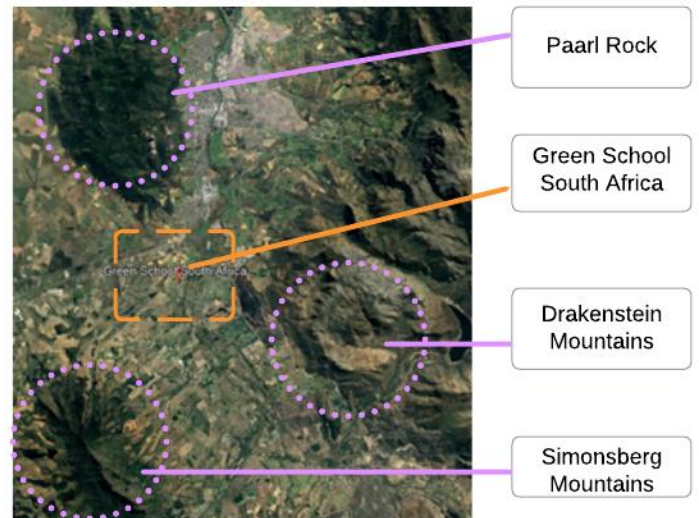 Paarl Rock
Green School
South Africa
Green School South Africa
Drakenstein
Mountains
Simonsberg
Mountains